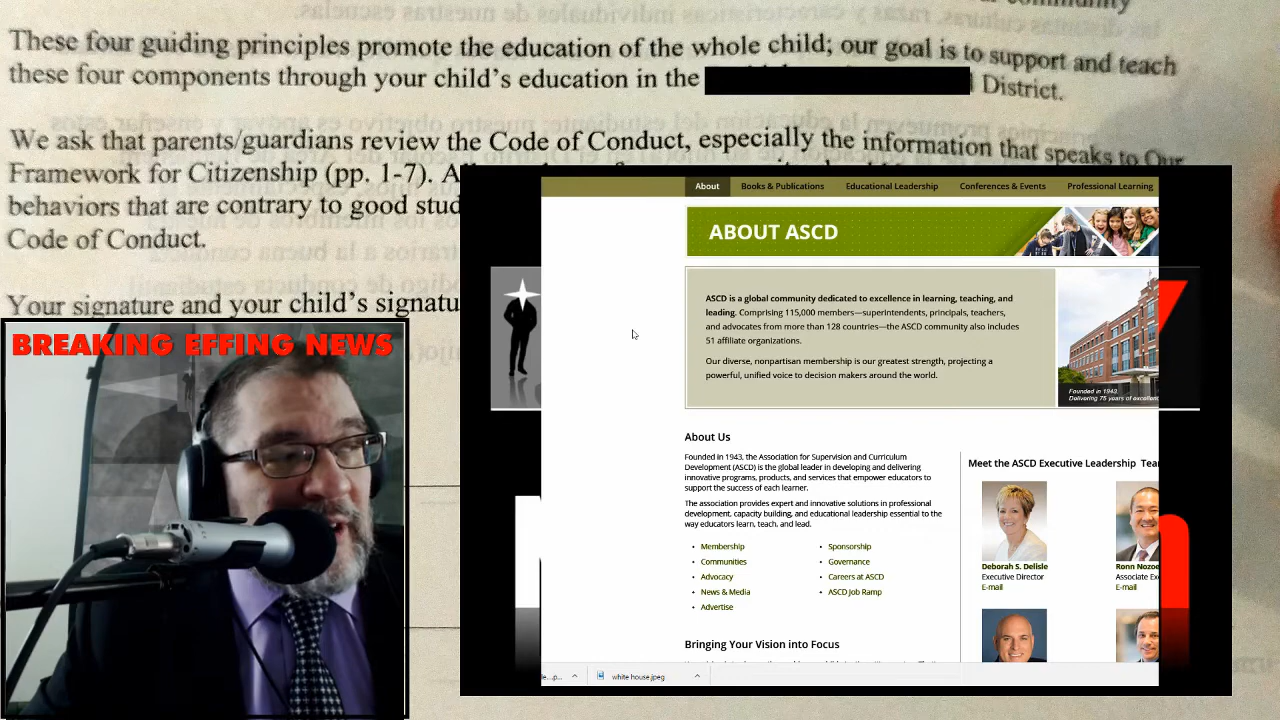 These four guiding principles promote the education of the whole child; our goal is to support and teach
these four components through your child's education in the
District.
We ask that parents/guardians review the Code of Conduct, especially the information that speaks to Our
Framework for Citizenship (pp. 1-7).
behaviors that are contrary to good
Code of Conduct.
Your signature and your child's
BREAKING EFFING NEWS
About Books & Publications Educational Leadership Conferences & Events Professional Learning
ABOUT ASCD
ASCD is a global community dedicated to excellence in learning, teaching, and
leading. Comprising 115,000 members—superintendents, principals, teachers,
and advocates from more than 128 countries—the ASCD community also includes
51 affiliate organizations.
Our diverse, nonpartisan membership is our greatest strength, projecting a
powerful, unified voice to decision makers around the world.
Founded in 1943.
Delivering 75 years of
About Us
Founded in 1943, the Association for Supervision and Curriculum
Development (ASCD) is the global leader in developing and delivering
innovative programs, products, and services that empower educators to
support the success of each learner.
The association provides expert and innovative solutions in professional
development, capacity building, and educational leadership essential to the
way educators learn, teach, and lead.
Membership
Communities
Advocacy
News & Media
Advertise
Sponsorship
Governance
Careers at ASCD
ASCD Job Ramp
Bringing Your Vision into Focus
Meet the ASCD Executive Leadership
Deborah S. Delisle
Executive Director
E-mail
Ronn
Associate
E-mail
white house.jpeg